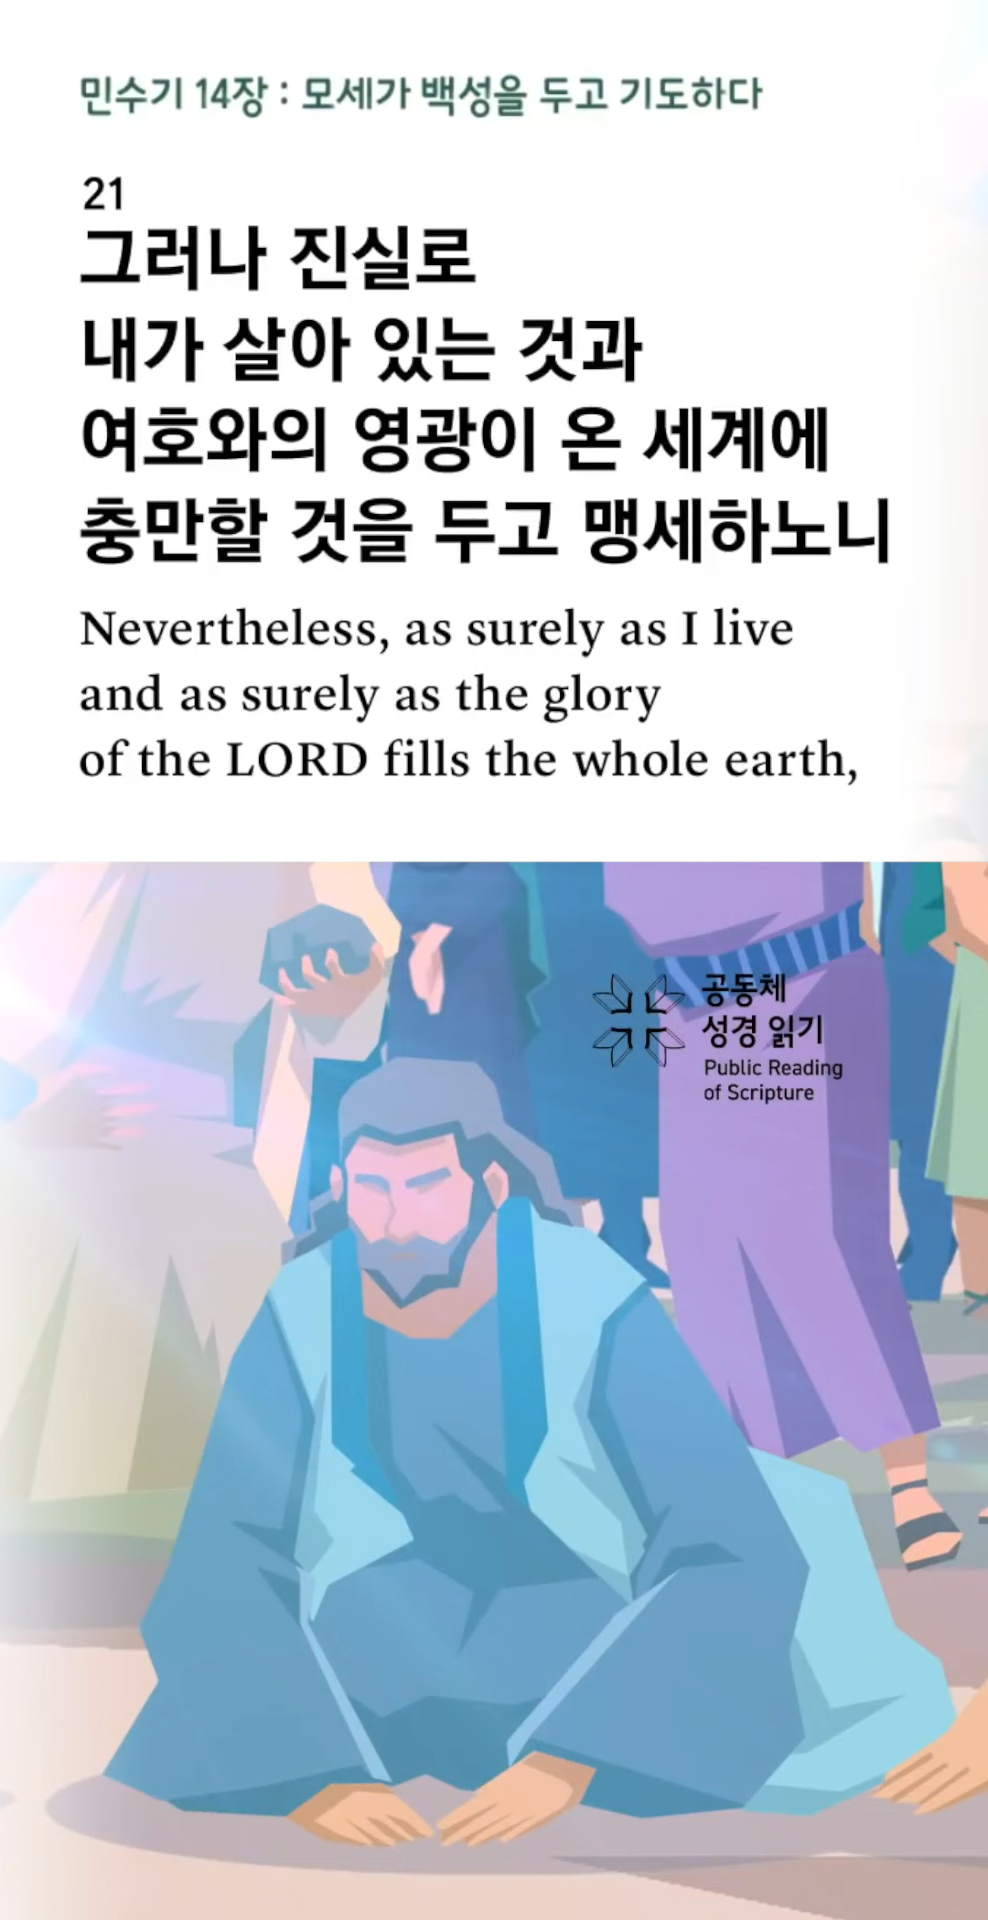 민수기 14장 : 모세가 백성을 두고 기도하다
21
그러나 진실로
내가 살아 있는 것과
여호와의 영광이 온 세계에
충만할 것을 두고 맹세하노니
Nevertheless, as surely as I live
and as surely as the glory
of the LORD fills the whole earth,
공동체
성경 읽기
Public Reading
of Scripture